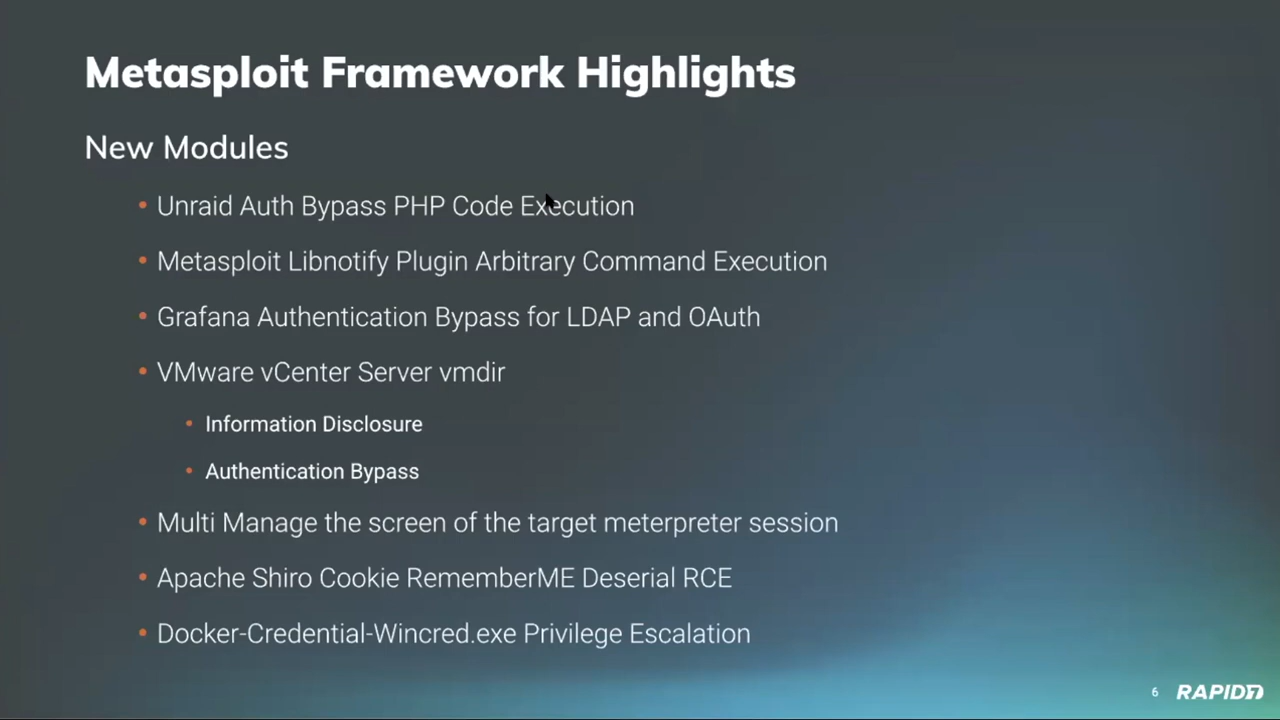 Metasploit Framework Highlights
New Modules
• Unraid Auth Bypass PHP Code Execution
• Metasploit Libnotify Plugin Arbitrary Command Execution
• Grafana Authentication Bypass for LDAP and OAuth
• VMware vCenter Server vmdir
• Information Disclosure
• Authentication Bypass
• Multi Manage the screen of the target meterpreter session
• Apache Shiro Cookie RememberME Deserial RCE
• Docker-Credential-Wincred.exe Privilege Escalation
6 RAPID7